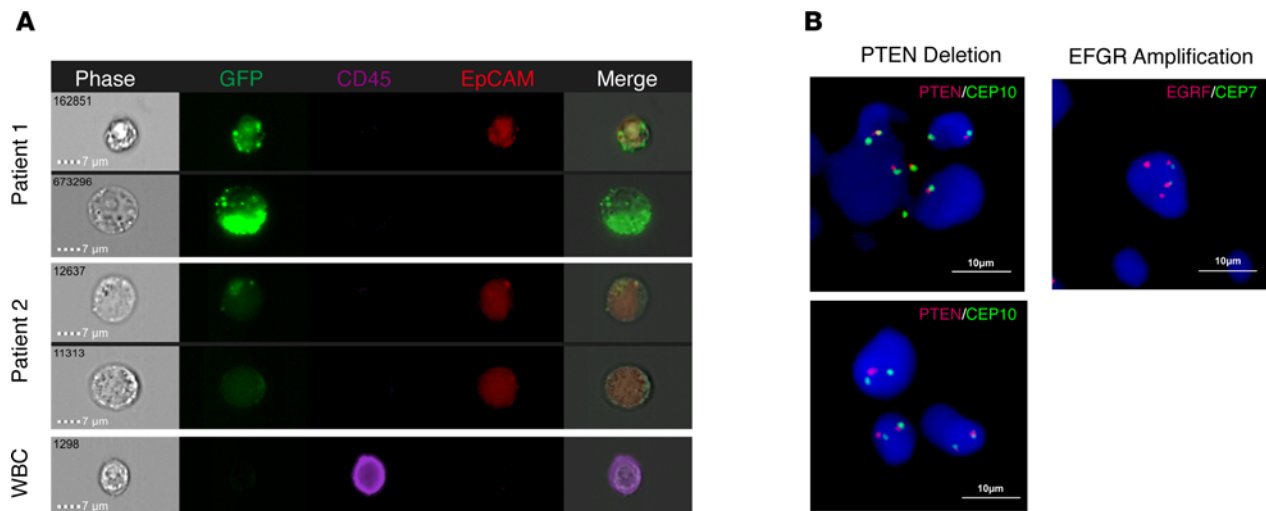 A
Phase GFP CD45 EpCAM Merge
Patient 1
162851
7 µm
673296
7 µm
Patient 2
12637
7 µm
11313
7 µm
WBC
1298
7 µm
B
PTEN Deletion
PTEN/CEP10
10µm
EFGR Amplification
EGRF/CEP7
10µm
PTEN/CEP10
10µm